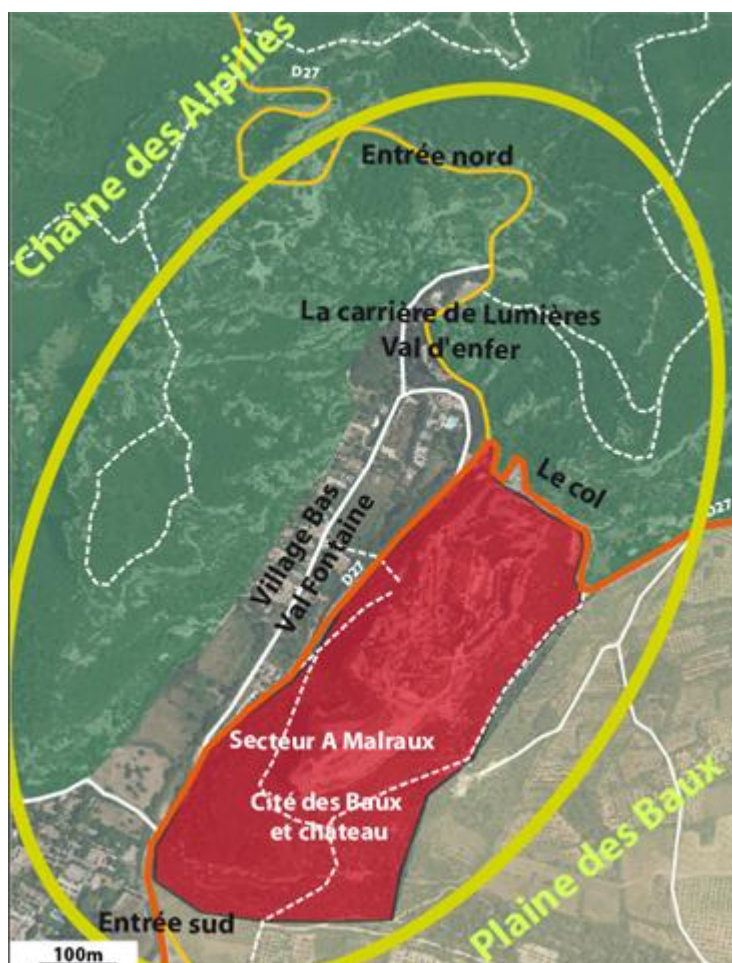 D27
Chaîne des Alpilles
Entrée nord
La carrière de Lumières
Val d'enfer
Le col
D27
Village Bas
Val Fontaine
D27
Secteur A Malraux
Cité des Baux
et château
Plaine des Baux
Entrée sud
100m